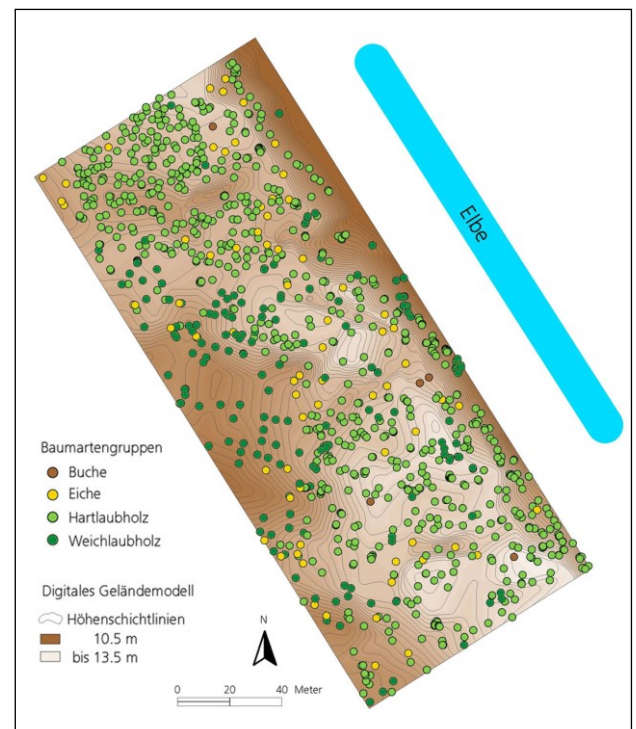 Elbe
Baumartengruppen
Buche
Eiche
Hartlaubholz
Weichlaubholz
Digitales Geländemodell
Höhenschichtlinien
10.5 m
bis 13.5 m
N
0 20 40 Meter